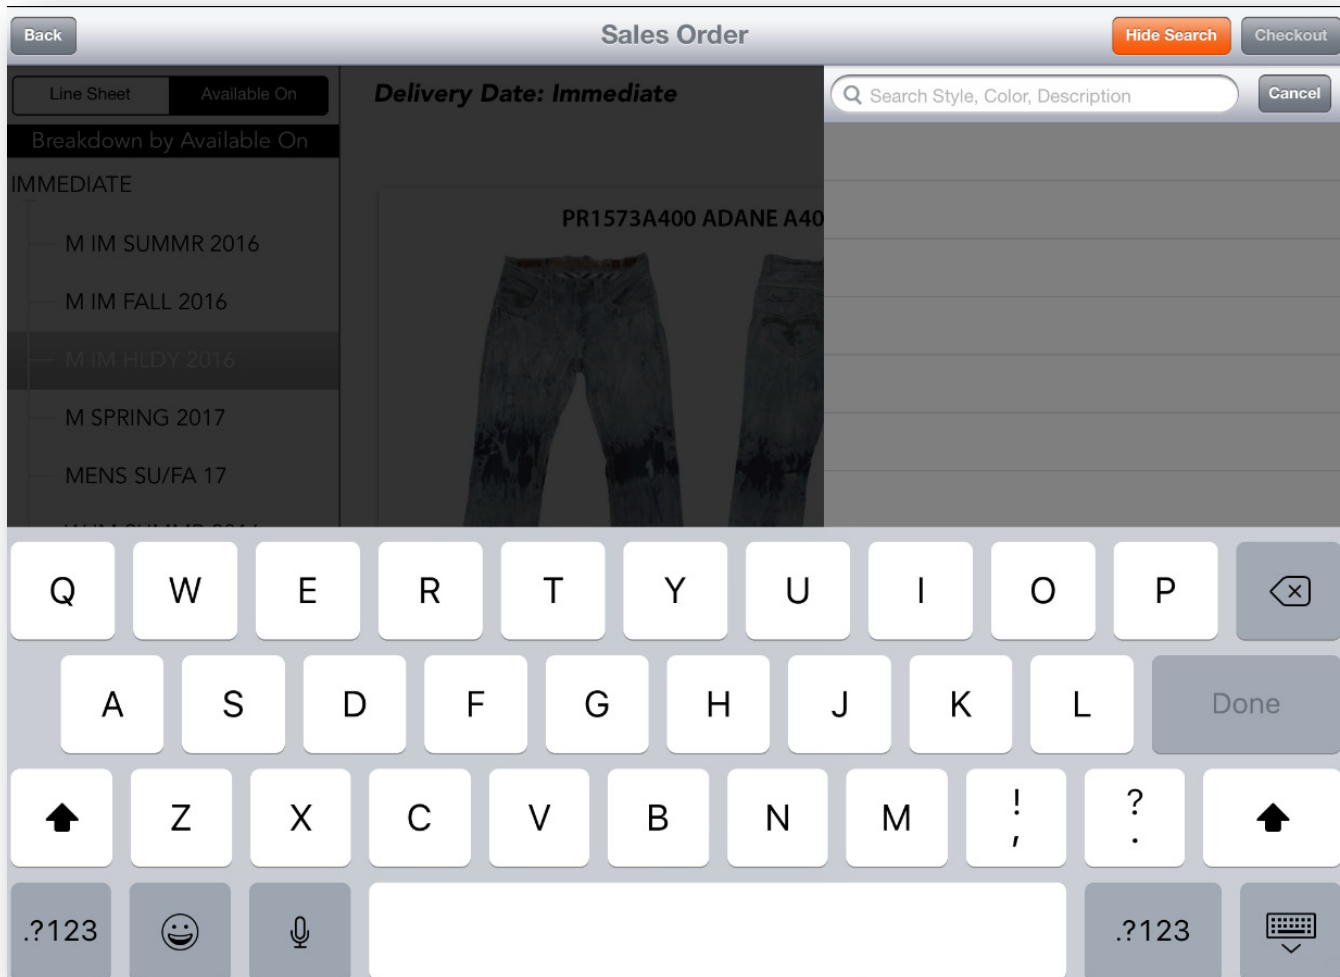 Back
Sales Order
Hide Search
Checkout
Line Sheet
Available On
Delivery Date: Immediate
Search Style, Color, Description
Cancel
Breakdown by Available On
IMMEDIATE
M IM SUMMR 2016
M IM FALL 2016
M IM HLDY 2016
M SPRING 2017
MENS SU/FA 17
PR1573A400 ADANE A40
Q W E R T Y U I O P
A S D F G H J K L Done
Z X C V B N M ! , ? .
.?123 .?123